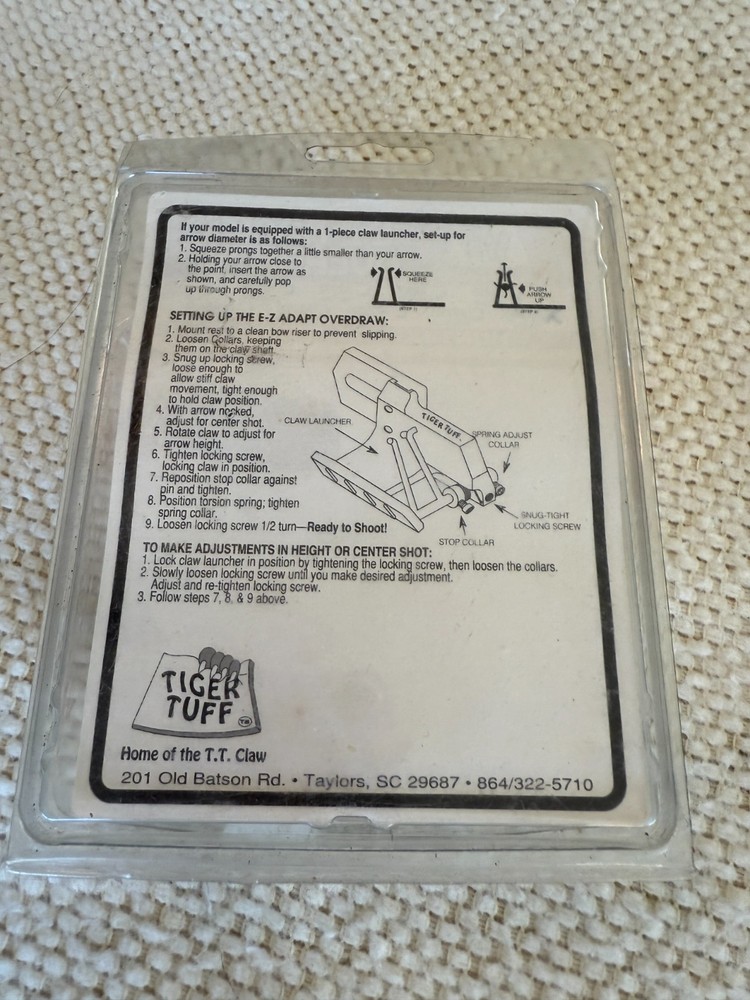 If your model is equipped with a 1-piece claw launcher, set-up for
arrow diameter is as follows:
1. Squeeze prongs together a little smaller than your arrow.
2. Holding your arrow close to
the point, insert the arrow as
shown, and carefully pop
up through prongs.
SQUEEZE
HERE
(STEP 1)
PUSH
ARROW
UP
SETTING UP THE E-Z ADAPT OVERDRAW:
1. Mount rest to a clean bow riser to prevent slipping.
2. Loosen Collars, keeping
them on the claw shaft.
3. Snug up locking screw,
loose enough to
allow stiff claw
movement, tight enough
to hold claw position.
4. With arrow nocked,
adjust for center shot.
5. Rotate claw to adjust for
arrow height.
6. Tighten locking screw,
locking claw in position.
7. Reposition stop collar against
pin and tighten.
8. Position torsion spring; tighten
spring collar.
9. Loosen locking screw 1/2 turn—Ready to Shoot!
CLAW LAUNCHER
TIGER TUFF
SPRING ADJUST
COLLAR
SNUG-TIGHT
LOCKING SCREW
STOP COLLAR
TO MAKE ADJUSTMENTS IN HEIGHT OR CENTER SHOT:
1. Lock claw launcher in position by tightening the locking screw, then loosen the collars.
2. Slowly loosen locking screw until you make desired adjustment.
Adjust and re-tighten locking screw.
3. Follow steps 7, 8, & 9 above.
TIGER
TUFF
Home of the T.T. Claw
201 Old Batson Rd. • Taylors, SC 29687 • 864/322-5710